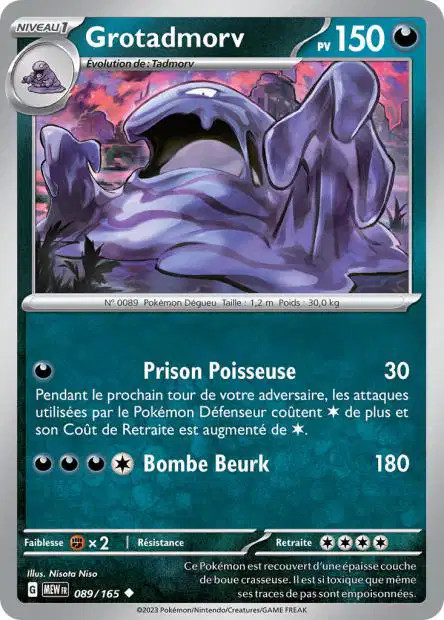 NIVEAU 1
Grotadmorv
PV 150
Évolution de : Tadmorv
N° 0089 Pokémon Dégueu Taille : 1,2 m Poids : 30,0 kg
Prison Poisseuse 30
Pendant le prochain tour de votre adversaire, les attaques
utilisées par le Pokémon Défenseur coûtent de plus et
son Coût de Retraite est augmenté de .
Bombe Beurk 180
Faiblesse ×2 Résistance Retraite
Illus. Nisota Niso
G MEW FR 089/165
Ce Pokémon est recouvert d'une épaisse couche
de boue crasseuse. Il est si toxique que même
ses traces de pas sont empoisonnées.
©2023 Pokémon/Nintendo/Creatures/GAME FREAK